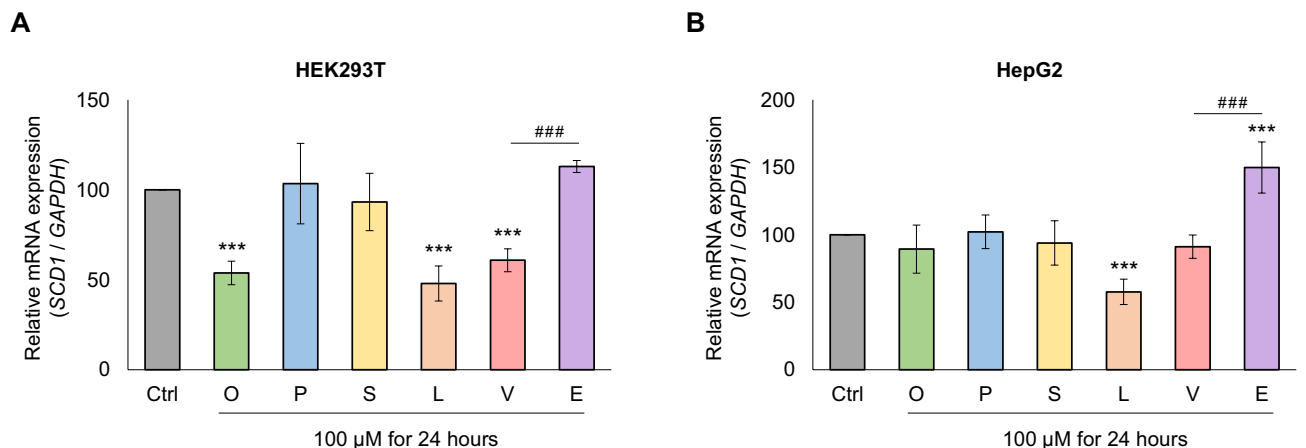 A
HEK293T
Relative mRNA expression
(SCD1 / GAPDH)
150
100
50
0
***
***
***
###
Ctrl O P S L V E
100 µM for 24 hours
B
HepG2
Relative mRNA expression
(SCD1 / GAPDH)
200
150
100
50
0
***
###
***
Ctrl O P S L V E
100 µM for 24 hours